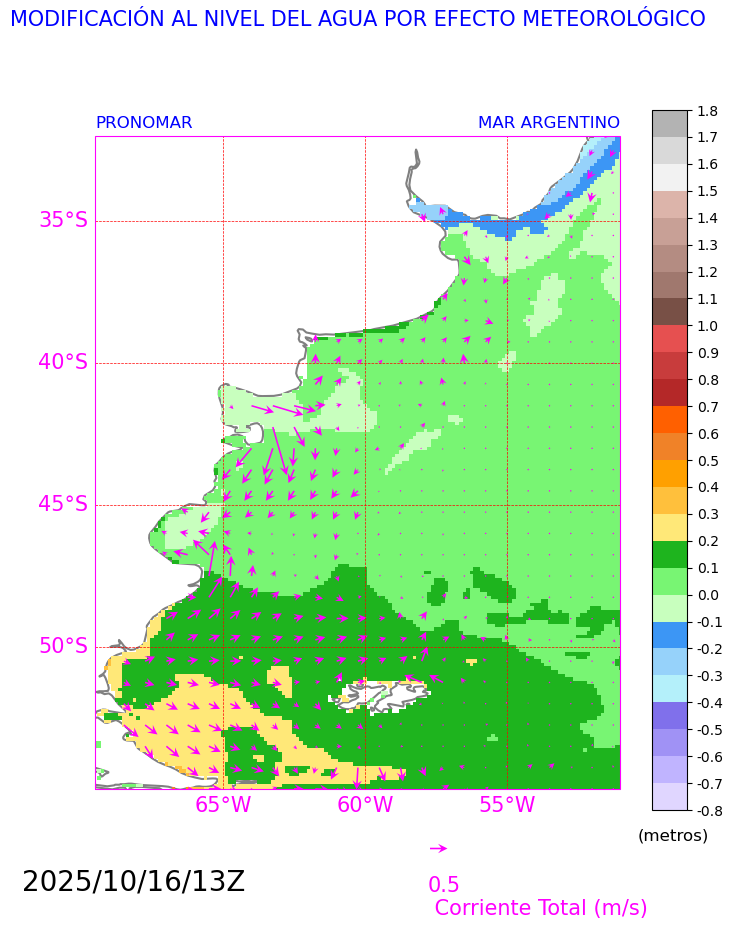 MODIFICACIÓN AL NIVEL DEL AGUA POR EFECTO METEOROLÓGICO
PRONOMAR
MAR ARGENTINO
35°S
40°S
45°S
50°S
65°W
60°W
55°W
1.8
1.7
1.6
1.5
1.4
1.3
1.2
1.1
1.0
0.9
0.8
0.7
0.6
0.5
0.4
0.3
0.2
0.1
0.0
-0.1
-0.2
-0.3
-0.4
-0.5
-0.6
-0.7
-0.8
(metros)
2025/10/16/13Z
0.5
Corriente Total (m/s)